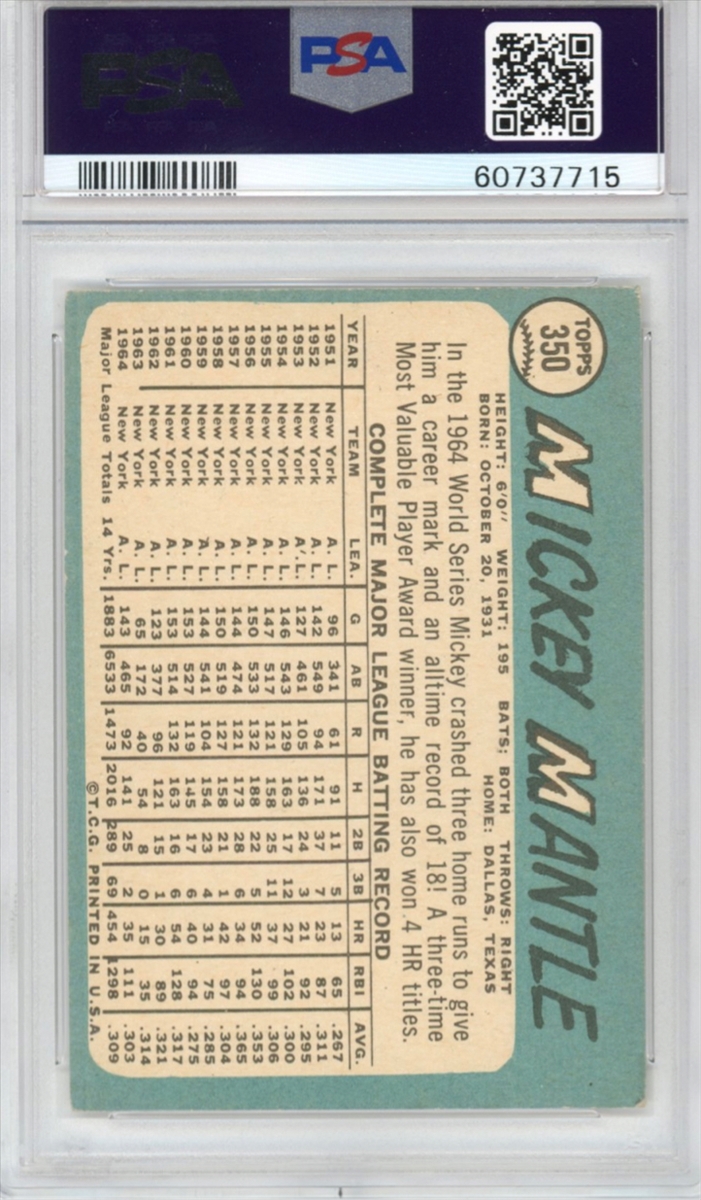 PSA
PSA
60737715
TOPPS
350
MICKEY MANTLE
HEIGHT: 6'0" WEIGHT: 195 BATS: BOTH THROWS: RIGHT
BORN: OCTOBER 20, 1931 HOME: DALLAS, TEXAS
In the 1964 World Series Mickey crashed three home runs to give
him a career mark and an alltime record of 18! A three-time
Most Valuable Player Award winner, he has also won 4 HR titles.
COMPLETE MAJOR LEAGUE BATTING RECORD
YEAR TEAM LEA. G AB R H 2B 3B HR RBI AVG.
1951 New York A. L. 96 341 61 91 11 5 13 65 .267
1952 New York A. L. 142 549 94 171 37 7 23 87 .311
1953 New York A. L. 127 461 105 136 24 3 21 92 .295
1954 New York A. L. 146 543 129 163 17 12 27 102 .300
1955 New York A. L. 147 517 121 158 25 11 37 99 .306
1956 New York A. L. 150 533 132 188 22 5 52 130 .353
1957 New York A. L. 144 474 121 173 28 6 34 94 .365
1958 New York A. L. 150 519 127 158 21 1 42 97 .304
1959 New York A. L. 144 541 104 154 23 4 31 75 .285
1960 New York A. L. 153 527 119 145 17 6 40 94 .275
1961 New York A. L. 153 514 132 163 16 6 54 128 .317
1962 New York A. L. 123 377 96 121 15 1 30 89 .321
1963 New York A. L. 65 172 40 54 8 0 15 35 .314
1964 New York A. L. 143 465 92 141 25 2 35 111 .303
Major League Totals 14 Yrs. 1883 6533 1473 2016 289 69 454 1298 .309
©T.C.G. PRINTED IN U.S.A.